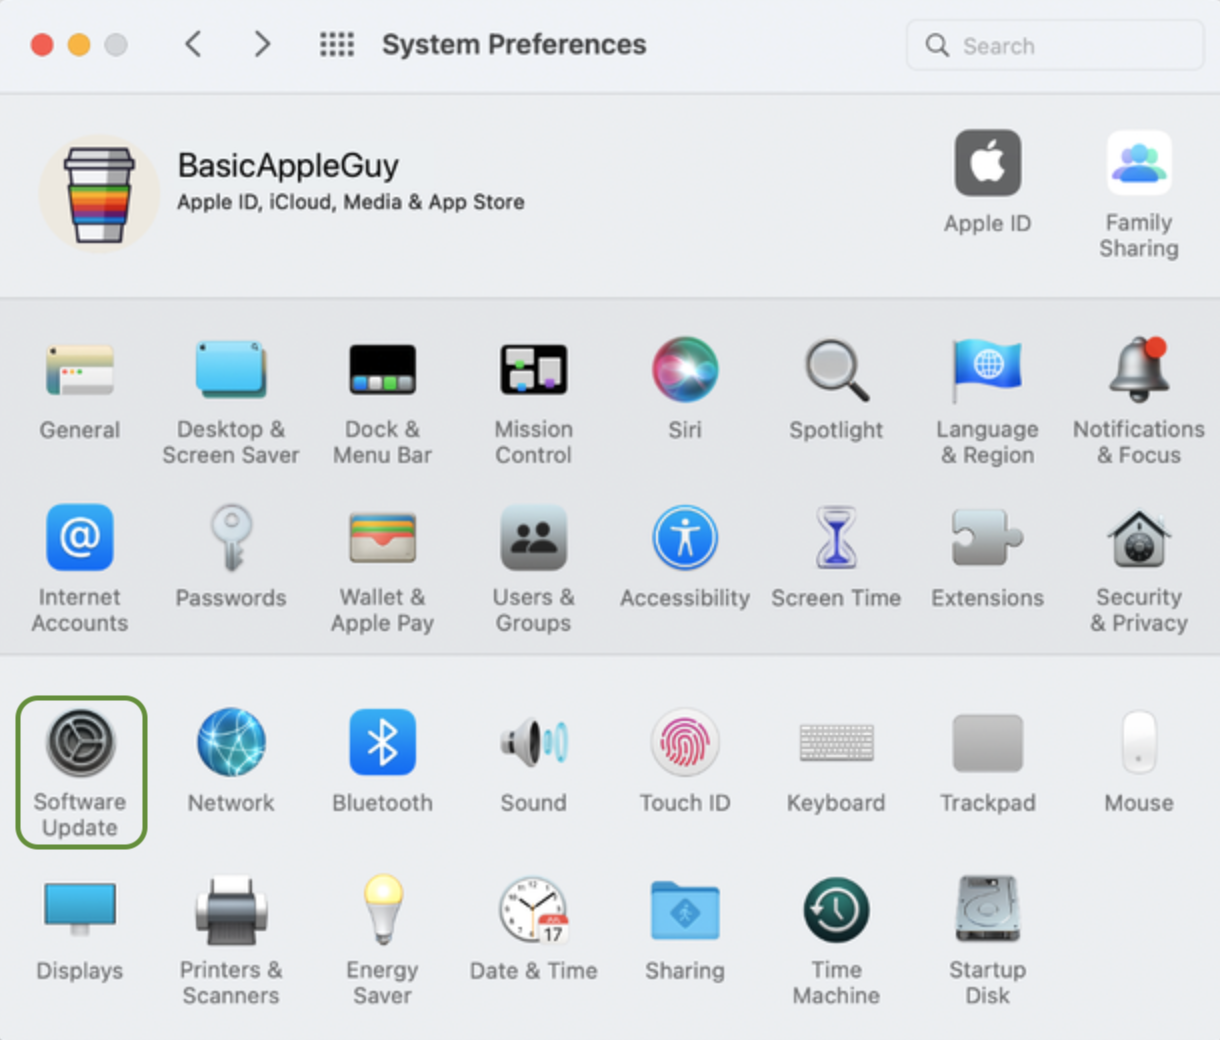 System Preferences
Search
BasicAppleGuy
Apple ID, iCloud, Media & App Store
Apple ID
Family
Sharing
General
Desktop &
Screen Saver
Dock &
Menu Bar
Mission
Control
Siri
Spotlight
Language
& Region
Notifications
& Focus
@
Internet
Accounts
Passwords
Wallet &
Apple Pay
Users &
Groups
Accessibility
Screen Time
Extensions
Security
& Privacy
Software
Update
Network
Bluetooth
Sound
Touch ID
Keyboard
Trackpad
Mouse
Displays
Printers &
Scanners
Energy
Saver
17
Date & Time
Sharing
Time
Machine
Startup
Disk